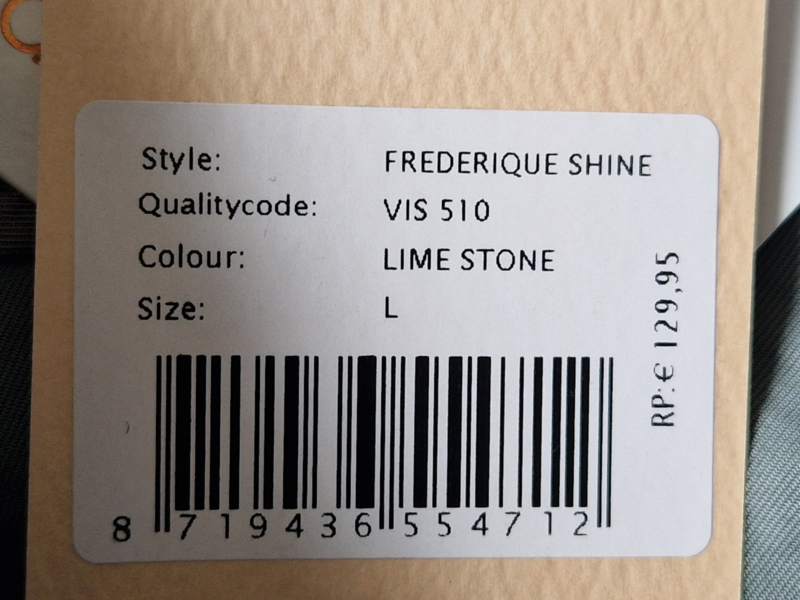 Style: FREDERIQUE SHINE
Qualitycode: VIS 510
Colour: LIME STONE
Size: L
RP:€ 129,95
8 719436 554712